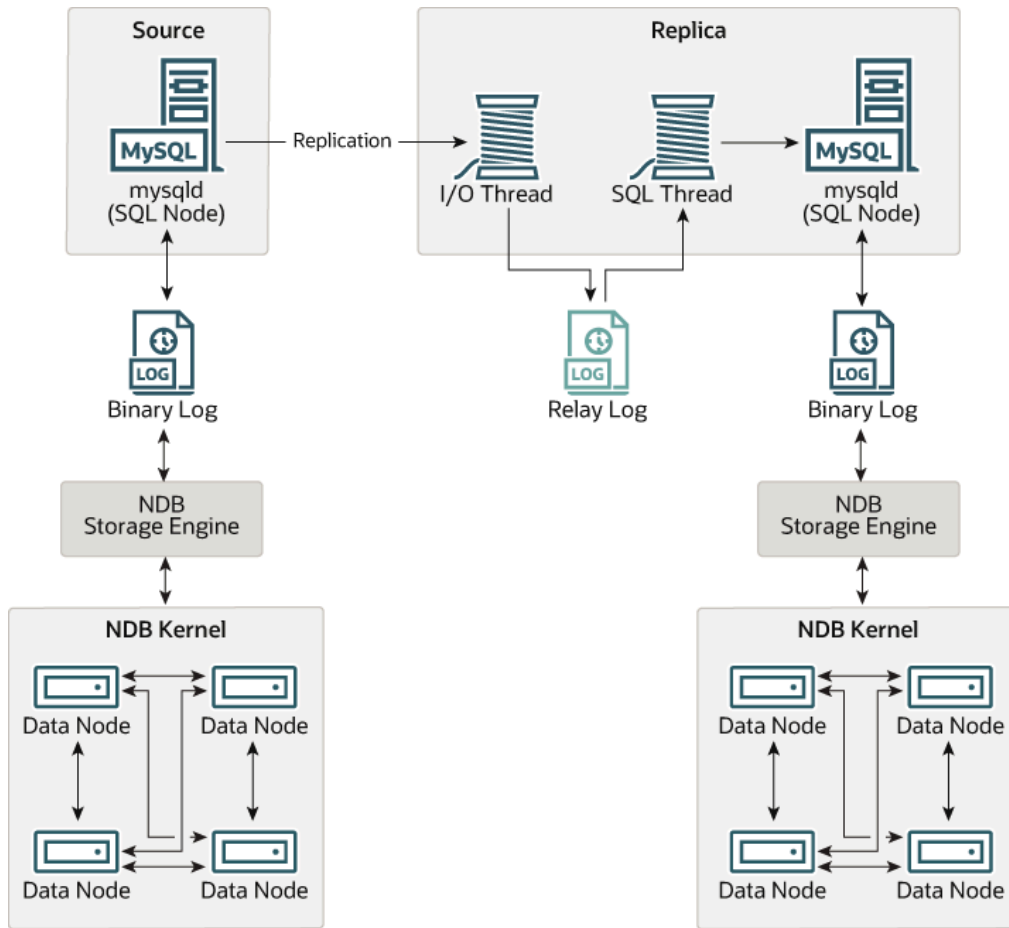 Source
Replica
MySQL
mysqld
(SQL Node)
Replication
I/O Thread
SQL Thread
MySQL
mysqld
(SQL Node)
LOG
Binary Log
LOG
Relay Log
LOG
Binary Log
NDB
Storage Engine
NDB
Storage Engine
NDB Kernel
Data Node
Data Node
Data Node
Data Node
NDB Kernel
Data Node
Data Node
Data Node
Data Node